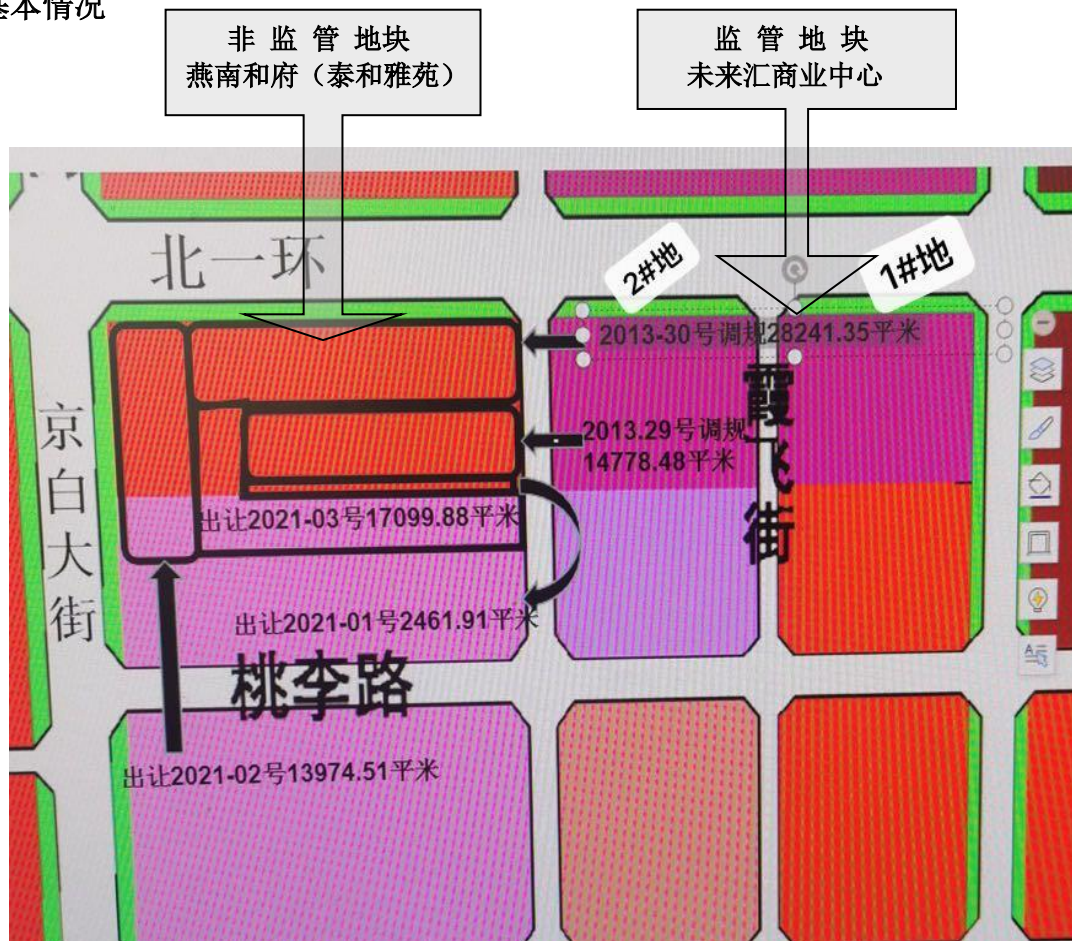 基本情况
非监管地块
燕南和府（泰和雅苑）
监管地块
未来汇商业中心
北一环
2#地
1#地
2013-30号调规28241.35平米
霞飞街
京白大街
2013.29号调规
14778.48平米
出让2021-03号17099.88平米
出让2021-01号2461.91平米
桃李路
出让2021-02号13974.51平米